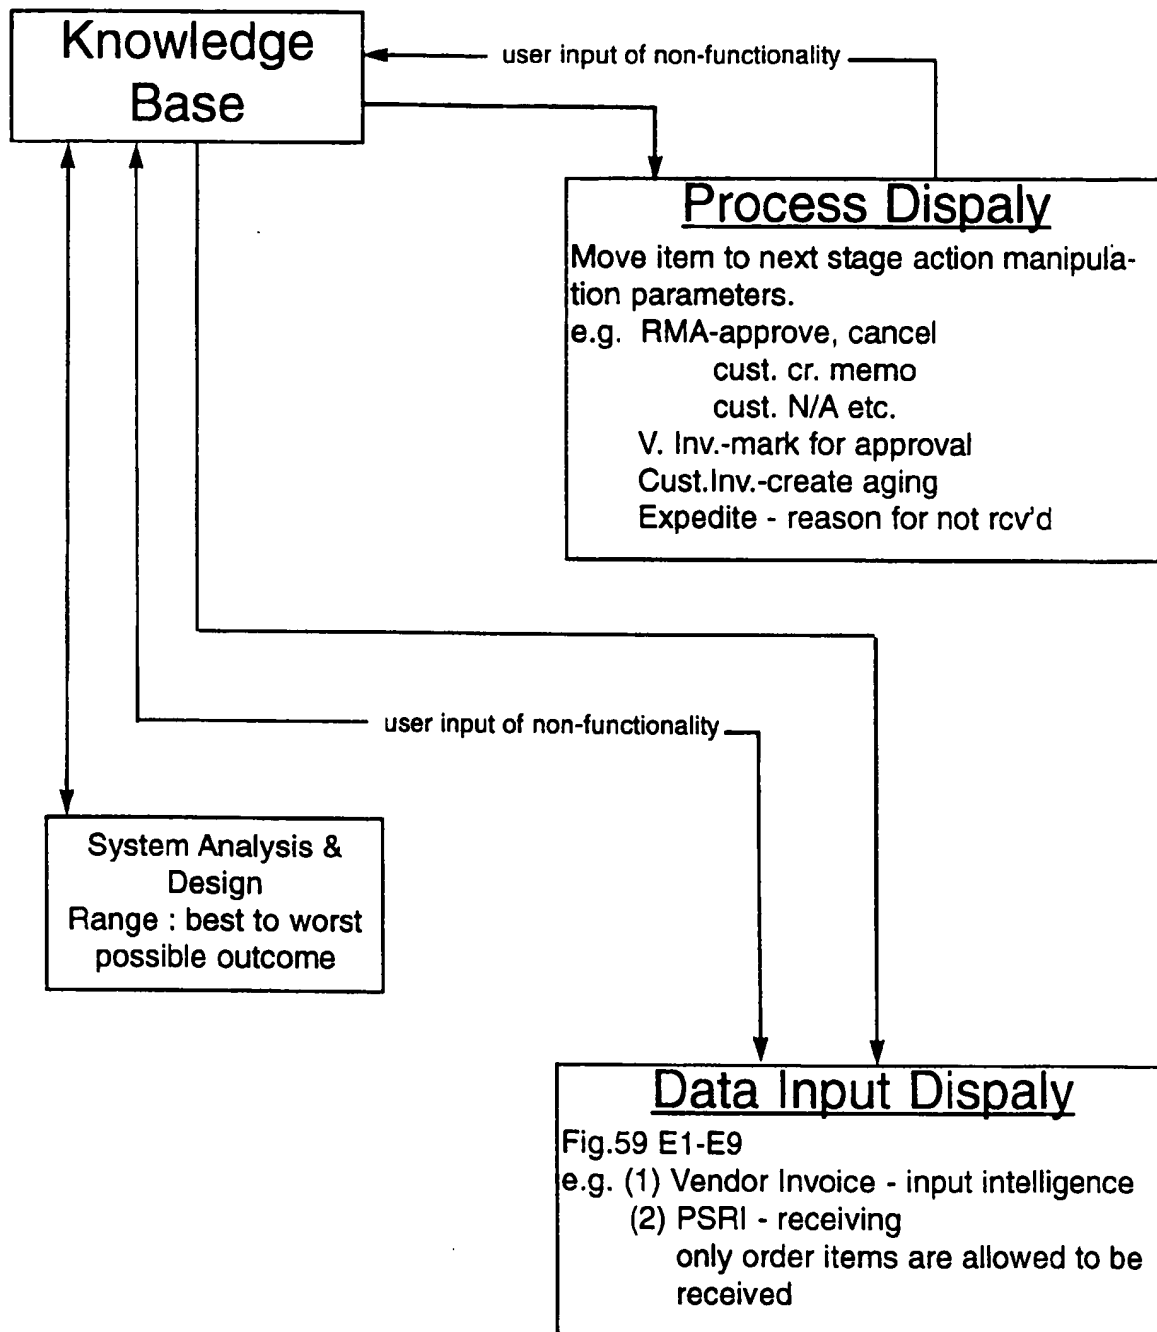 Knowledge
Base
user input of non-functionality
Process Dispaly
Move item to next stage action manipula-
tion parameters.
e.g. RMA-approve, cancel
cust. cr. memo
cust. N/A etc.
V. Inv.-mark for approval
Cust.Inv.-create aging
Expedite - reason for not rcv'd
user input of non-functionality
System Analysis &
Design
Range : best to worst
possible outcome
Data Input Dispaly
Fig.59 E1-E9
e.g. (1) Vendor Invoice - input intelligence
(2) PSRI - receiving
only order items are allowed to be
received